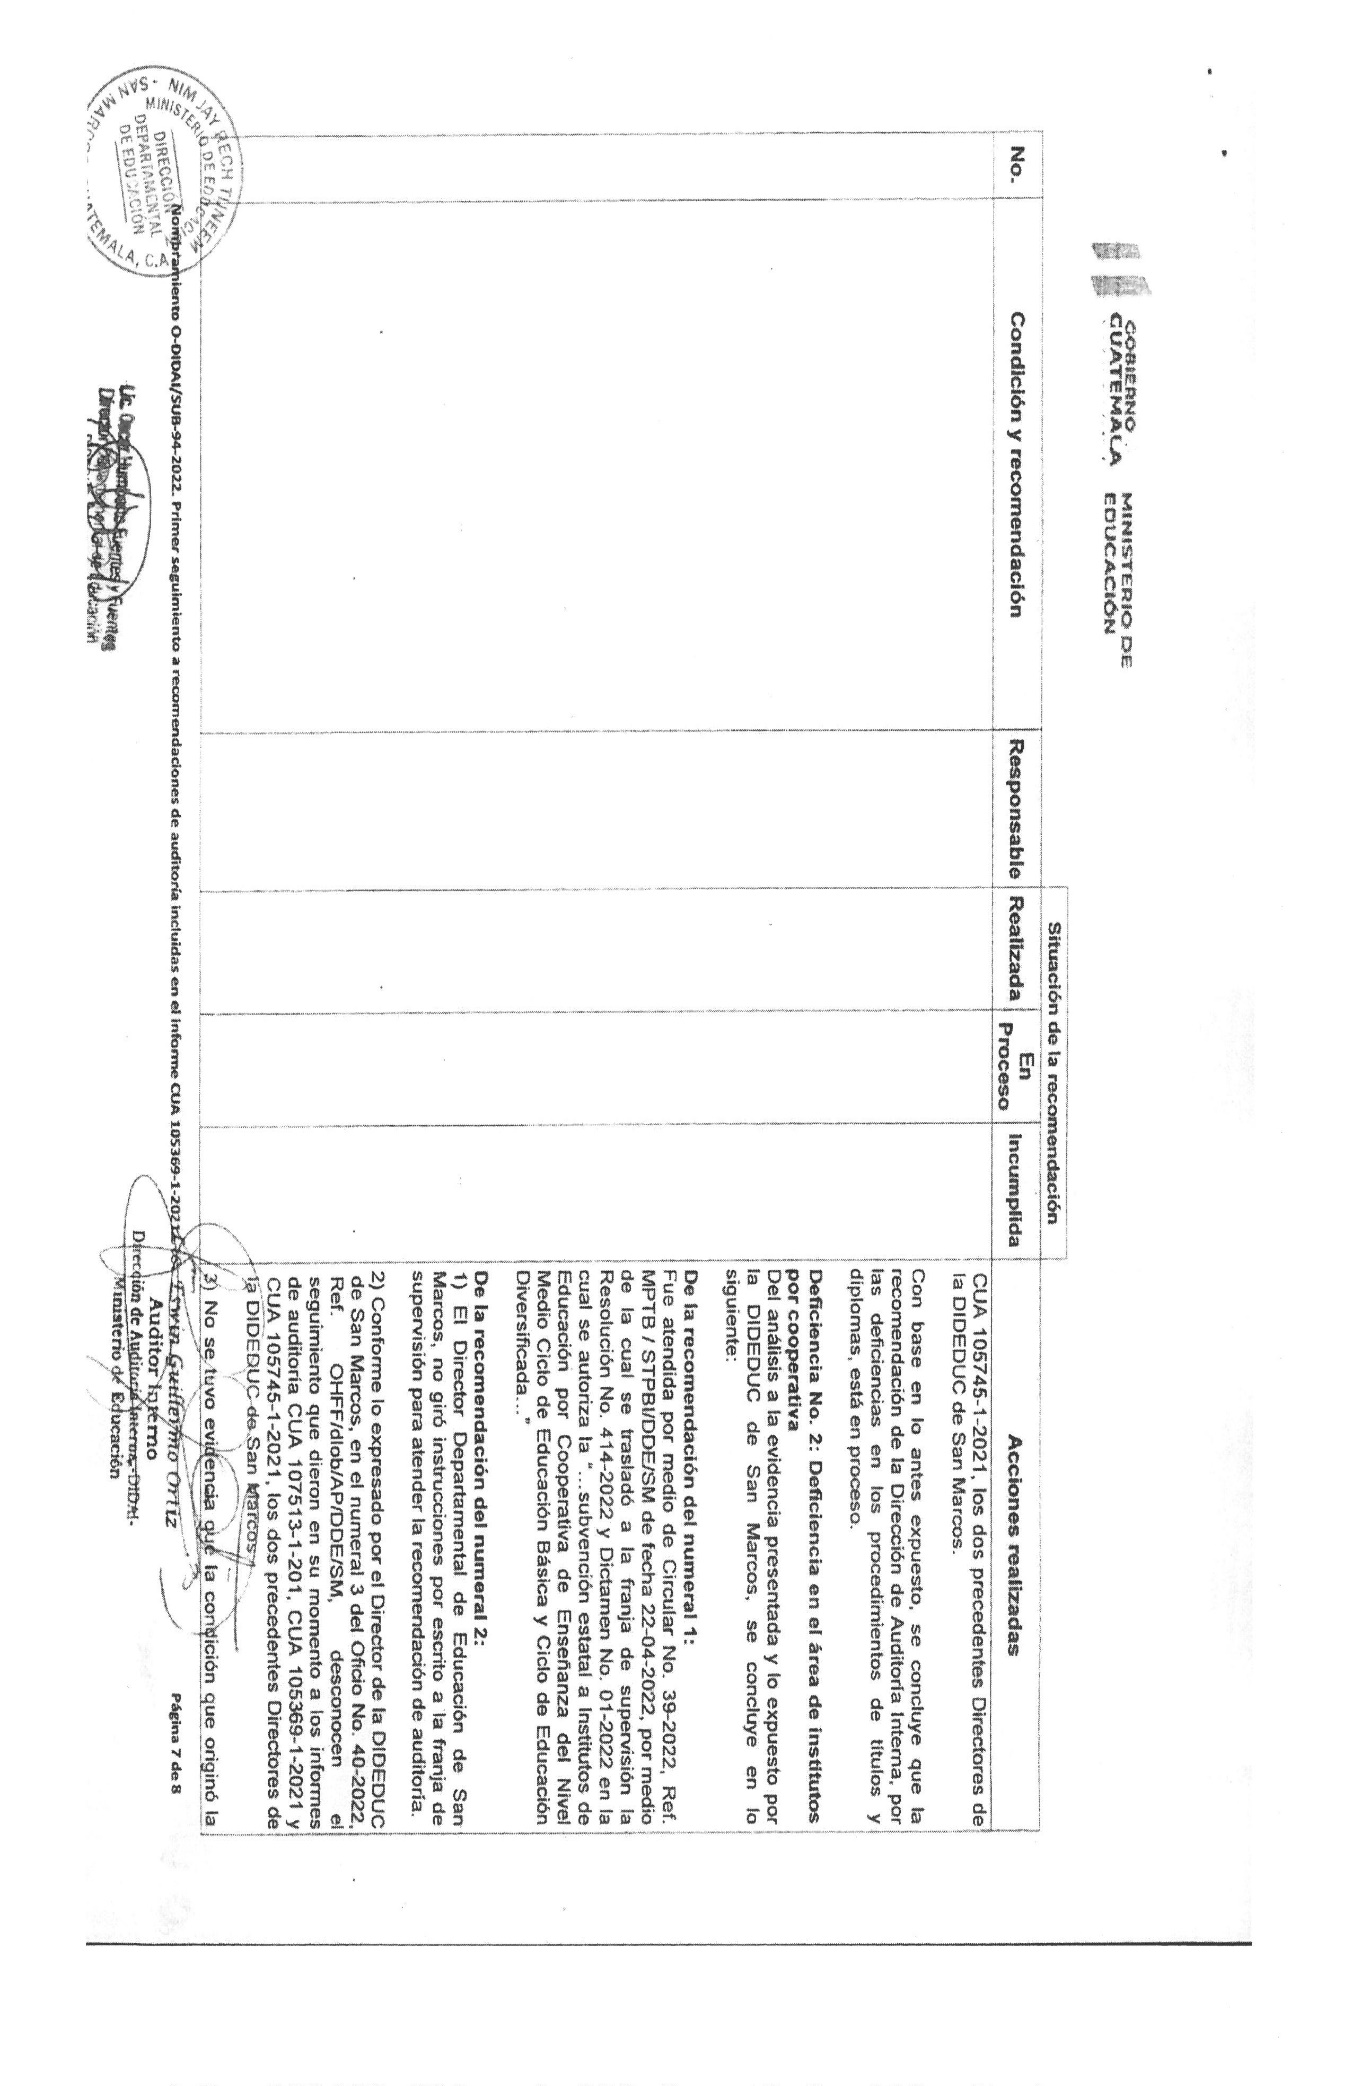 GOBIERNO
GUATEMALA
MINISTERIO DE
EDUCACIÓN
Situación de la recomendación
No.
Condición y recomendación
Responsable
Realizada
En
Proceso
Incumplida
Acciones realizadas
CUA 105745-1-2021, los dos precedentes Directores de
la DIDEDUC de San Marcos.
Con base en lo antes expuesto, se concluye que la
recomendación de la Dirección de Auditoría Interna, por
las deficiencias en los procedimientos de títulos y
diplomas, está en proceso.
Deficiencia No. 2: Deficiencia en el área de institutos
por cooperativa
Del análisis a la evidencia presentada y lo expuesto por
la DIDEDUC de San Marcos, se concluye en lo
siguiente:
De la recomendación del numeral 1:
Fue atendida por medio de Circular No. 39-2022, Ref.
MPTB / STPBI/DDE/SM de fecha 22-04-2022, por medio
de la cual se trasladó a la franja de supervisión la
Resolución No. 414-2022 y Dictamen No. 01-2022 en la
cual se autoriza la "...subvención estatal a Institutos de
Educación por Cooperativa de Enseñanza del Nivel
Medio Ciclo de Educación Básica y Ciclo de Educación
Diversificada..."
De la recomendación del numeral 2:
1) El Director Departamental de Educación de San
Marcos, no giró instrucciones por escrito a la franja de
supervisión para atender la recomendación de auditoría.
2) Conforme lo expresado por el Director de la DIDEDUC
de San Marcos, en el numeral 3 del Oficio No. 40-2022,
Ref. OHFF/dlob/AP/DDE/SM, desconocen el
seguimiento que dieron en su momento a los informes
de auditoría CUA 107513-1-201, CUA 105369-1-2021 y
CUA 105745-1-2021, los dos precedentes Directores de
la DIDEDUC de San Marcos.
3) No se tuvo evidencia que la condición que originó la
Nombramiento O-DIDAI/SUB-94-2022. Primer seguimiento a recomendaciones de auditoría incluidas en el informe CUA 105369-1-2021
Página 7 de 8
Guillermo Ortiz
Auditor Interno
Dirección de Auditoría Interna -DIDAI-
Ministerio de Educación
Lic. Oscar Humberto Fuentes y Fuentes
NIM JAY RECH TIJNEEM
MINISTERIO DE EDUCACIÓN
DIRECCIÓN
DEPARTAMENTAL
DE EDUCACIÓN
SAN MARCOS GUATEMALA, C.A